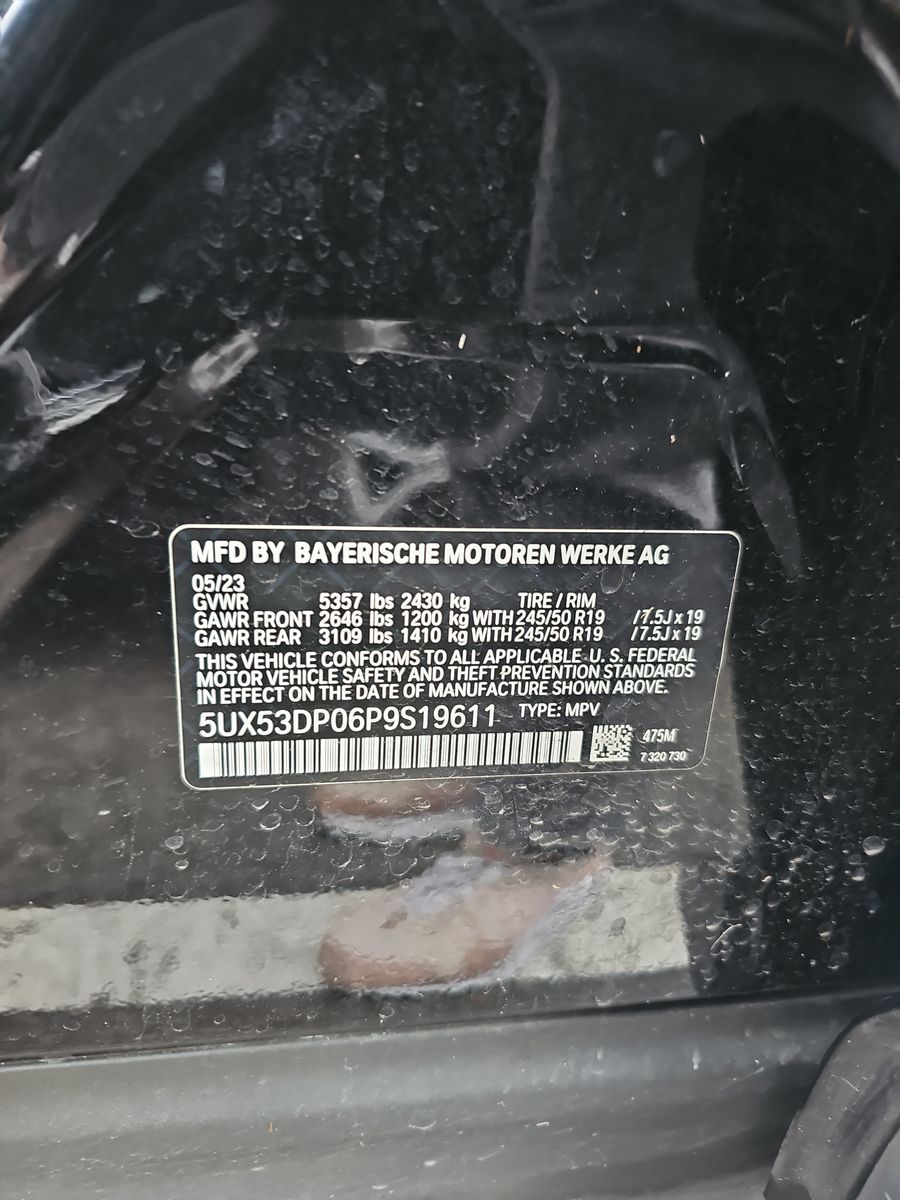 MFD BY BAYERISCHE MOTOREN WERKE AG
05/23
GVWR 5357 lbs 2430 kg TIRE / RIM
GAWR FRONT 2646 lbs 1200 kg WITH 245/50 R19 /7.5J x 19
GAWR REAR 3109 lbs 1410 kg WITH 245/50 R19 /7.5J x 19
THIS VEHICLE CONFORMS TO ALL APPLICABLE U. S. FEDERAL
MOTOR VEHICLE SAFETY AND THEFT PREVENTION STANDARDS
IN EFFECT ON THE DATE OF MANUFACTURE SHOWN ABOVE.
5UX53DP06P9S19611 TYPE: MPV
475M
7 320 730